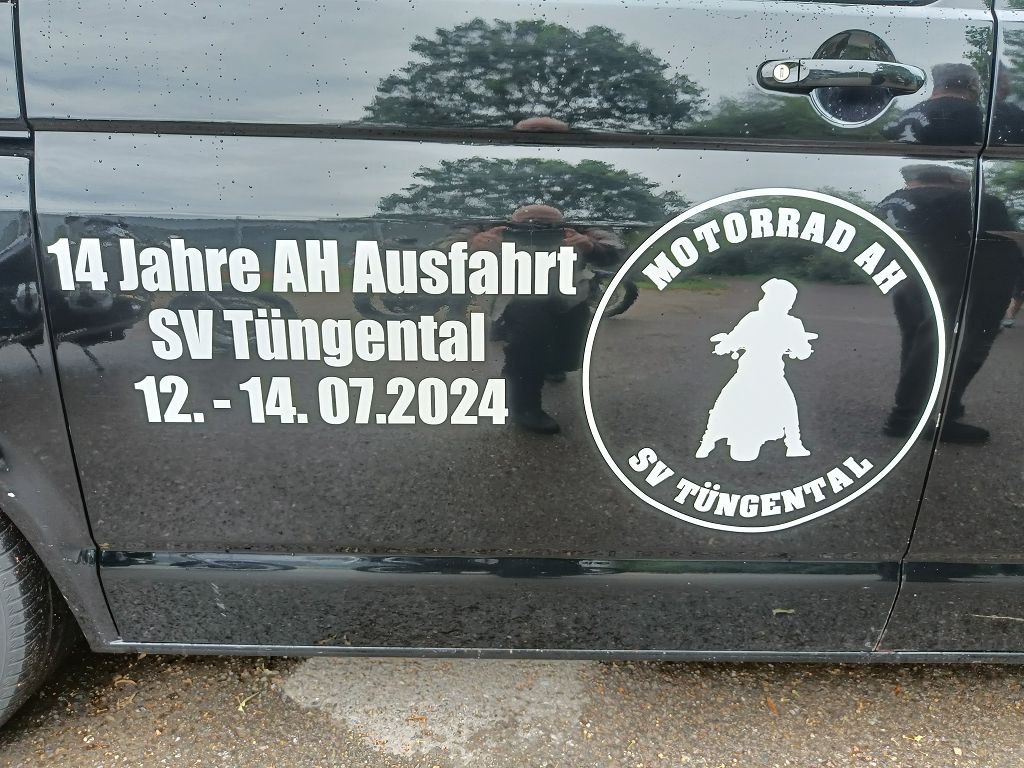 14 Jahre AH Ausfahrt
SV Tüngental
12. - 14. 07.2024
MOTORRAD AH
SV TÜNGENTAL